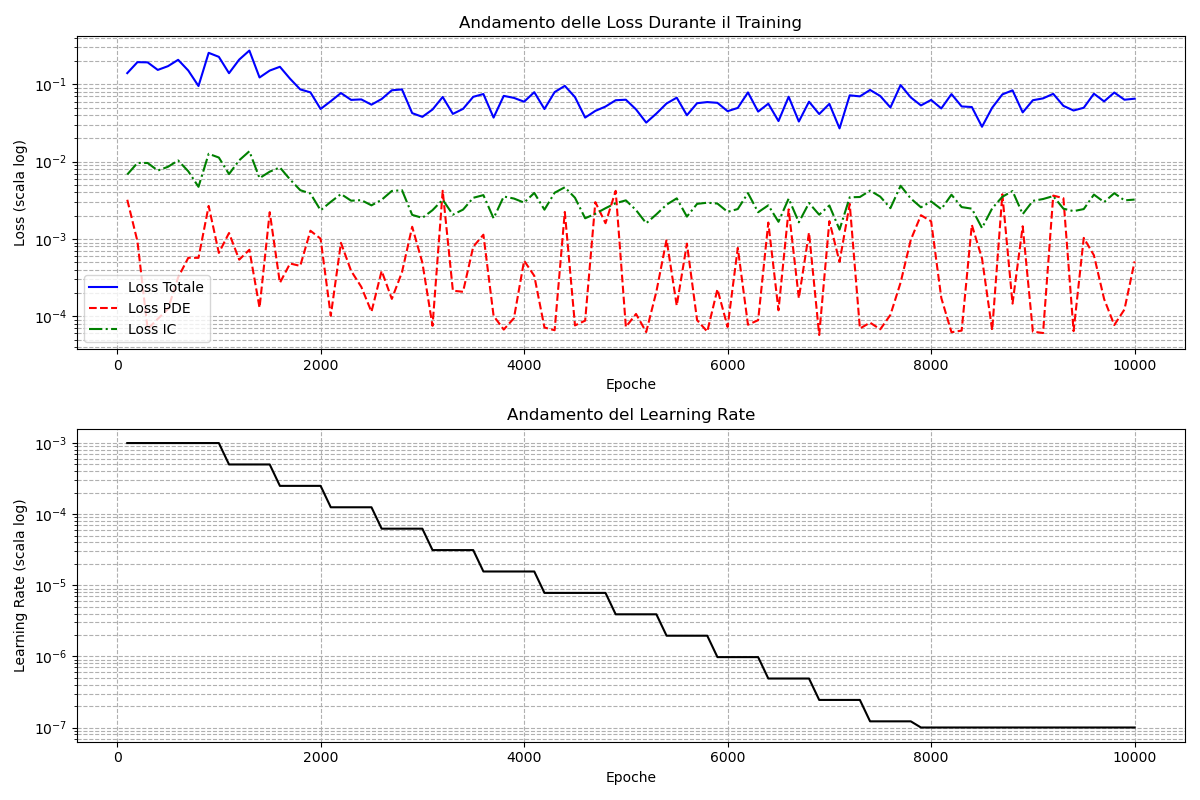 Andamento delle Loss Durante il Training
Loss (scala log)
10⁻¹
10⁻²
10⁻³
10⁻⁴
Loss Totale
Loss PDE
Loss IC
0 2000 4000 6000 8000 10000
Epoche
Andamento del Learning Rate
Learning Rate (scala log)
10⁻³
10⁻⁴
10⁻⁵
10⁻⁶
10⁻⁷
0 2000 4000 6000 8000 10000
Epoche